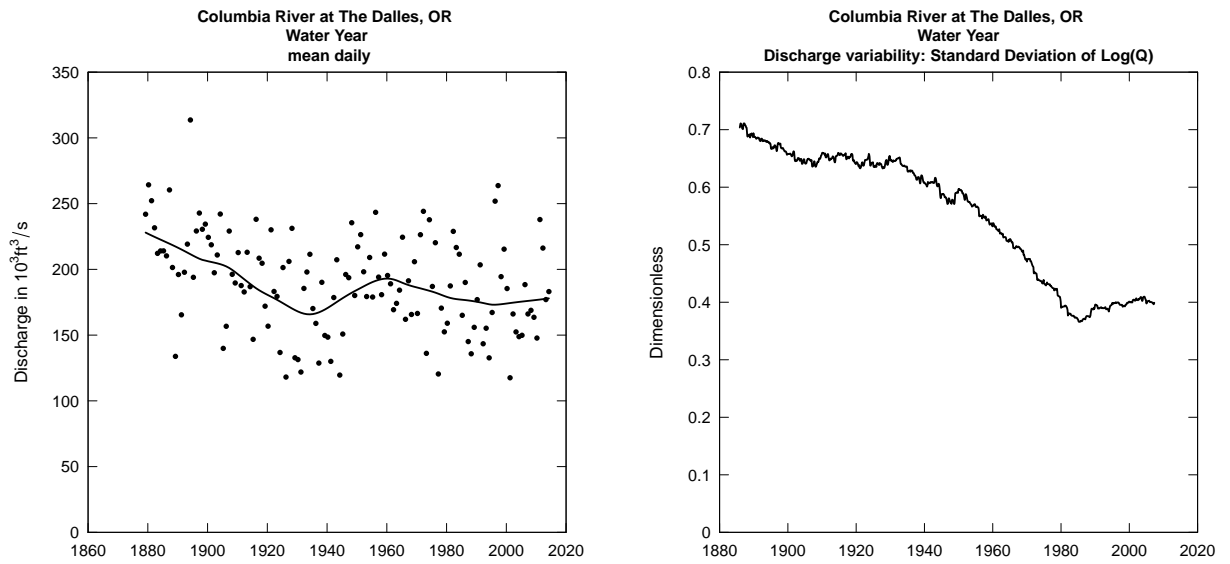 Columbia River at The Dalles, OR
Water Year
mean daily
Discharge in 10³ft³/s
350
300
250
200
150
100
50
0
1860 1880 1900 1920 1940 1960 1980 2000 2020
Columbia River at The Dalles, OR
Water Year
Discharge variability: Standard Deviation of Log(Q)
Dimensionless
0.8
0.7
0.6
0.5
0.4
0.3
0.2
0.1
0
1880 1900 1920 1940 1960 1980 2000 2020